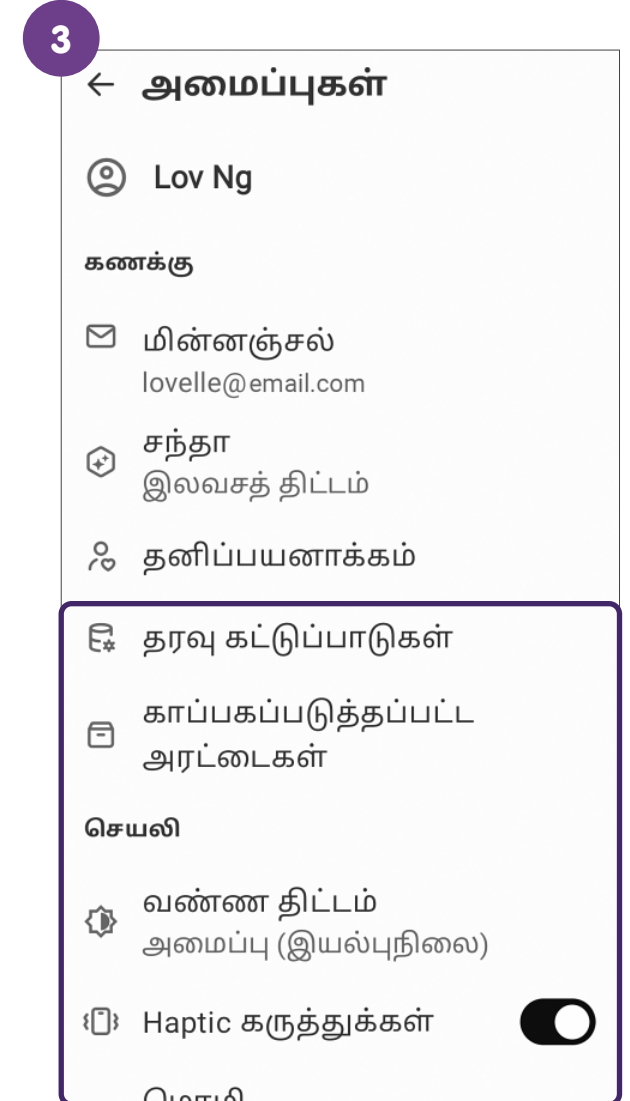 3
அமைப்புகள்
Lov Ng
கணக்கு
மின்னஞ்சல்
lovelle@email.com
சந்தா
இலவசத் திட்டம்
தனிப்பயனாக்கம்
தரவு கட்டுப்பாடுகள்
காப்பகப்படுத்தப்பட்ட
அரட்டைகள்
செயலி
வண்ண திட்டம்
அமைப்பு (இயல்புநிலை)
Haptic கருத்துக்கள்